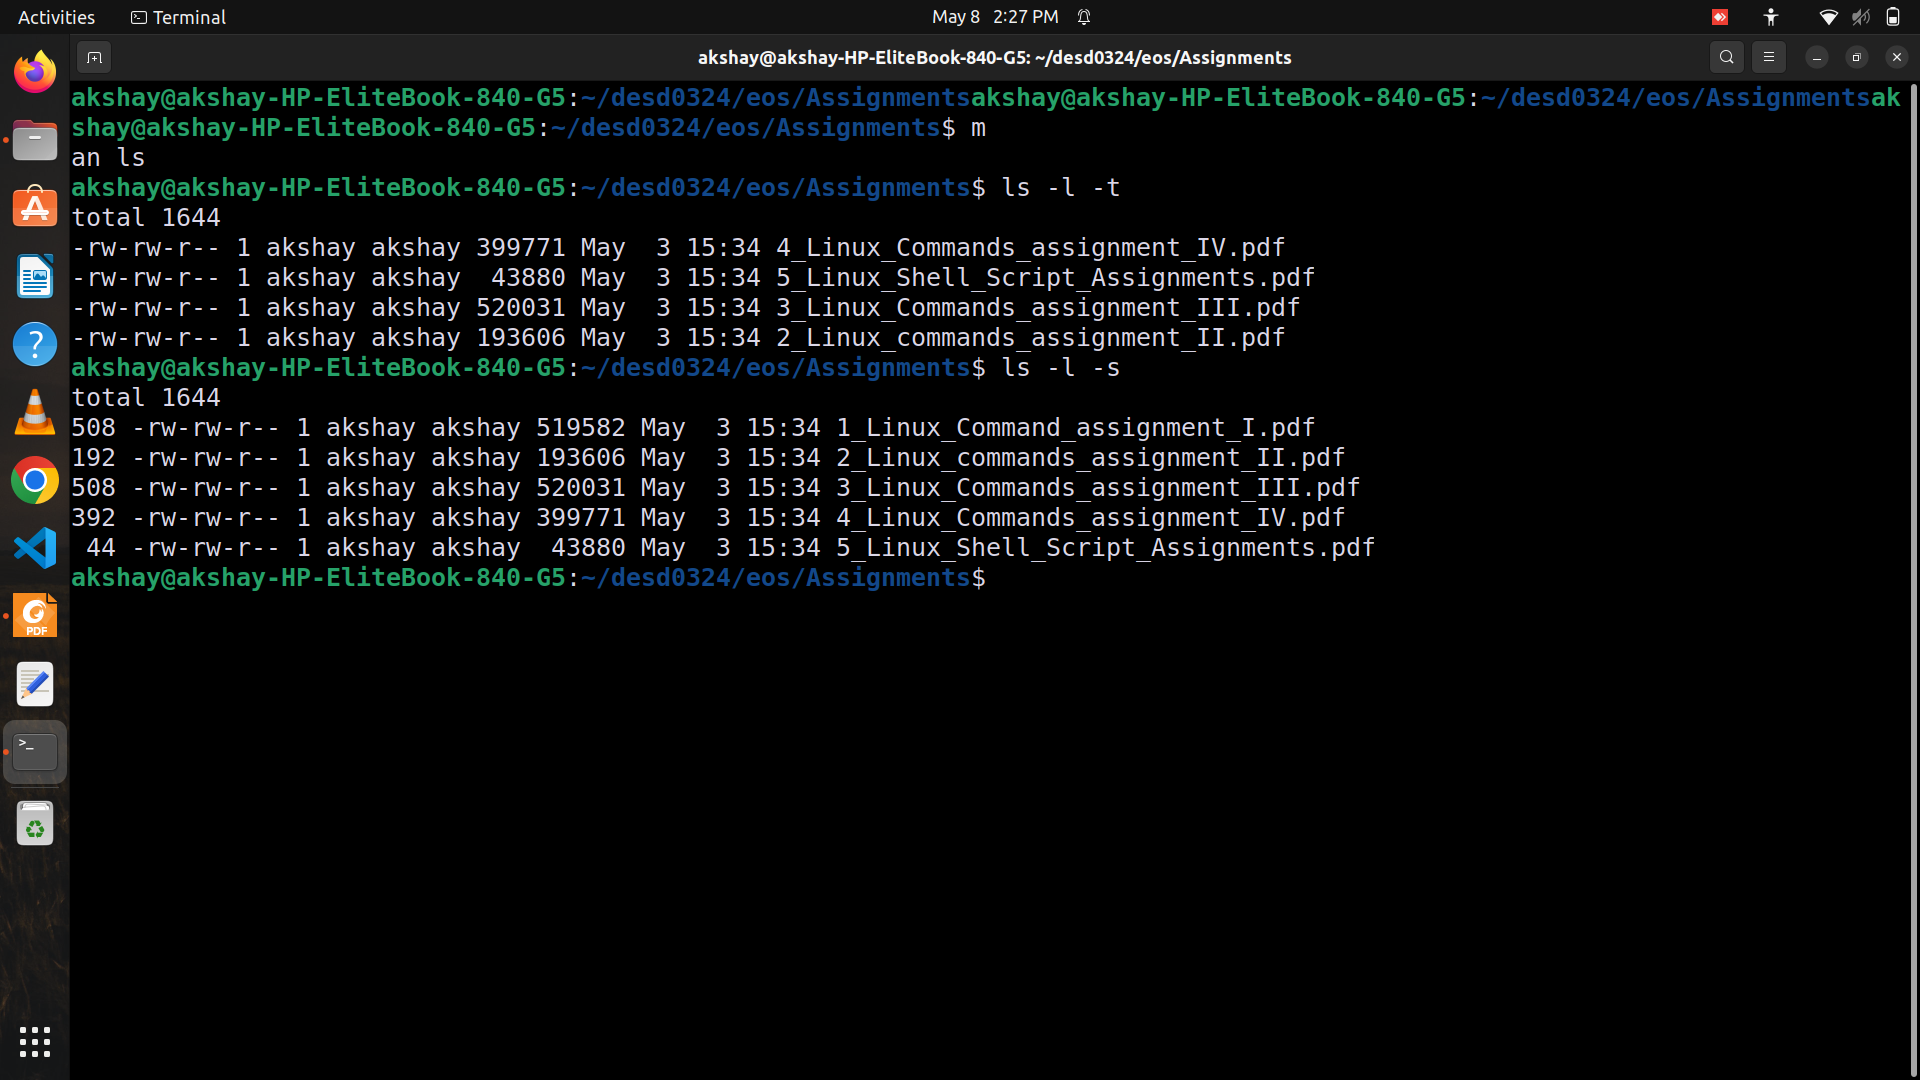 Activities
Terminal
May 8 2:27 PM
akshay@akshay-HP-EliteBook-840-G5: ~/desd0324/eos/Assignments
akshay@akshay-HP-EliteBook-840-G5:~/desd0324/eos/Assignmentsakshay@akshay-HP-EliteBook-840-G5:~/desd0324/eos/Assignmentsak
shay@akshay-HP-EliteBook-840-G5:~/desd0324/eos/Assignments$ m
an ls
akshay@akshay-HP-EliteBook-840-G5:~/desd0324/eos/Assignments$ ls -l -t
total 1644
-rw-rw-r-- 1 akshay akshay 399771 May  3 15:34 4_Linux_Commands_assignment_IV.pdf
-rw-rw-r-- 1 akshay akshay  43880 May  3 15:34 5_Linux_Shell_Script_Assignments.pdf
-rw-rw-r-- 1 akshay akshay 520031 May  3 15:34 3_Linux_Commands_assignment_III.pdf
-rw-rw-r-- 1 akshay akshay 193606 May  3 15:34 2_Linux_commands_assignment_II.pdf
akshay@akshay-HP-EliteBook-840-G5:~/desd0324/eos/Assignments$ ls -l -s
total 1644
508 -rw-rw-r-- 1 akshay akshay 519582 May  3 15:34 1_Linux_Command_assignment_I.pdf
192 -rw-rw-r-- 1 akshay akshay 193606 May  3 15:34 2_Linux_commands_assignment_II.pdf
508 -rw-rw-r-- 1 akshay akshay 520031 May  3 15:34 3_Linux_Commands_assignment_III.pdf
392 -rw-rw-r-- 1 akshay akshay 399771 May  3 15:34 4_Linux_Commands_assignment_IV.pdf
 44 -rw-rw-r-- 1 akshay akshay  43880 May  3 15:34 5_Linux_Shell_Script_Assignments.pdf
akshay@akshay-HP-EliteBook-840-G5:~/desd0324/eos/Assignments$
PDF